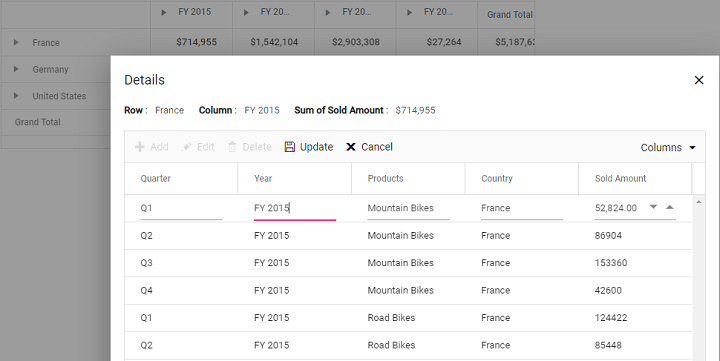 FY 2015 FY 20... FY 20... FY 20... Grand Total
France $714,955 $1,542,104 $2,903,308 $27,264 $5,187,6
Germany
United States
Grand Total
Details
Row : France Column : FY 2015 Sum of Sold Amount : $714,955
Add Edit Delete Update Cancel Columns
Quarter Year Products Country Sold Amount
Q1 FY 2015 Mountain Bikes France 52,824.00
Q2 FY 2015 Mountain Bikes France 86904
Q3 FY 2015 Mountain Bikes France 153360
Q4 FY 2015 Mountain Bikes France 42600
Q1 FY 2015 Road Bikes France 124422
Q2 FY 2015 Road Bikes France 85448